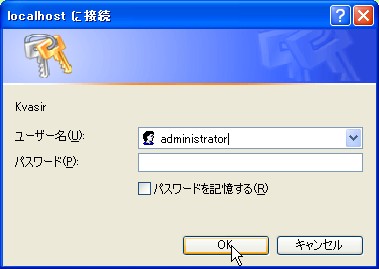 localhost に接続
Kvasir
ユーザー名(U):
administrator
パスワード(P):
パスワードを記憶する(R)
OK
キャンセル